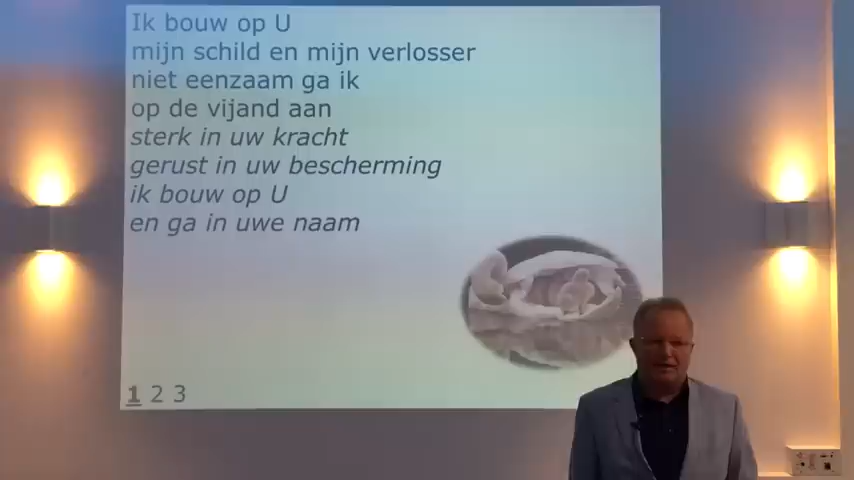 Ik bouw op U
mijn schild en mijn verlosser
niet eenzaam ga ik
op de vijand aan
sterk in uw kracht
gerust in uw bescherming
ik bouw op U
en ga in uwe naam
1 2 3